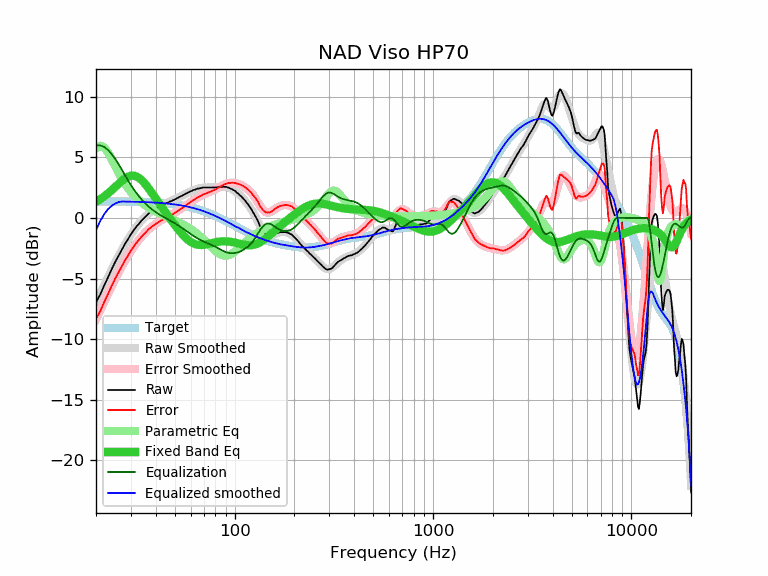 NAD Viso HP70
Amplitude (dBr)
10
5
0
−5
−10
−15
−20
Target
Raw Smoothed
Error Smoothed
Raw
Error
Parametric Eq
Fixed Band Eq
Equalization
Equalized smoothed
100 1000 10000
Frequency (Hz)